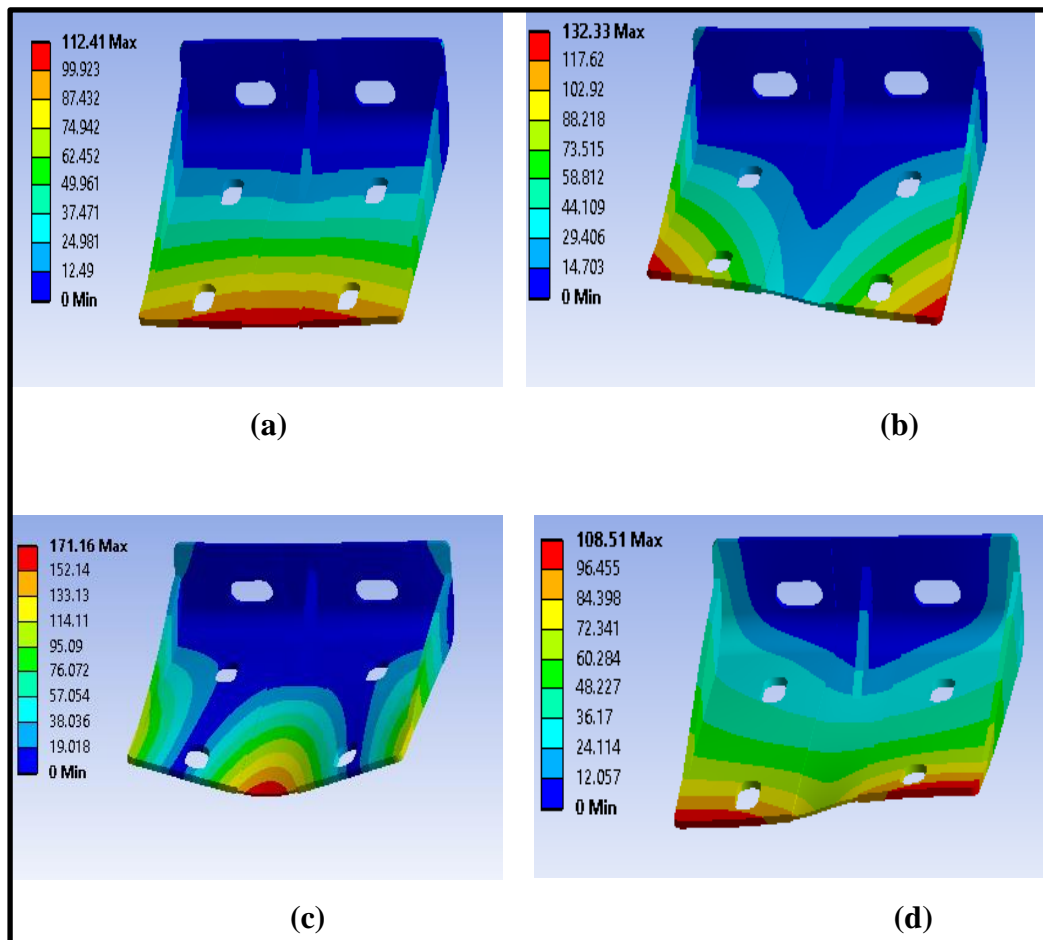 112.41 Max
99.923
87.432
74.942
62.452
49.961
37.471
24.981
12.49
0 Min
(a)
132.33 Max
117.62
102.92
88.218
73.515
58.812
44.109
29.406
14.703
0 Min
(b)
171.16 Max
152.14
133.13
114.11
95.09
76.072
57.054
38.036
19.018
0 Min
(c)
108.51 Max
96.455
84.398
72.341
60.284
48.227
36.17
24.114
12.057
0 Min
(d)